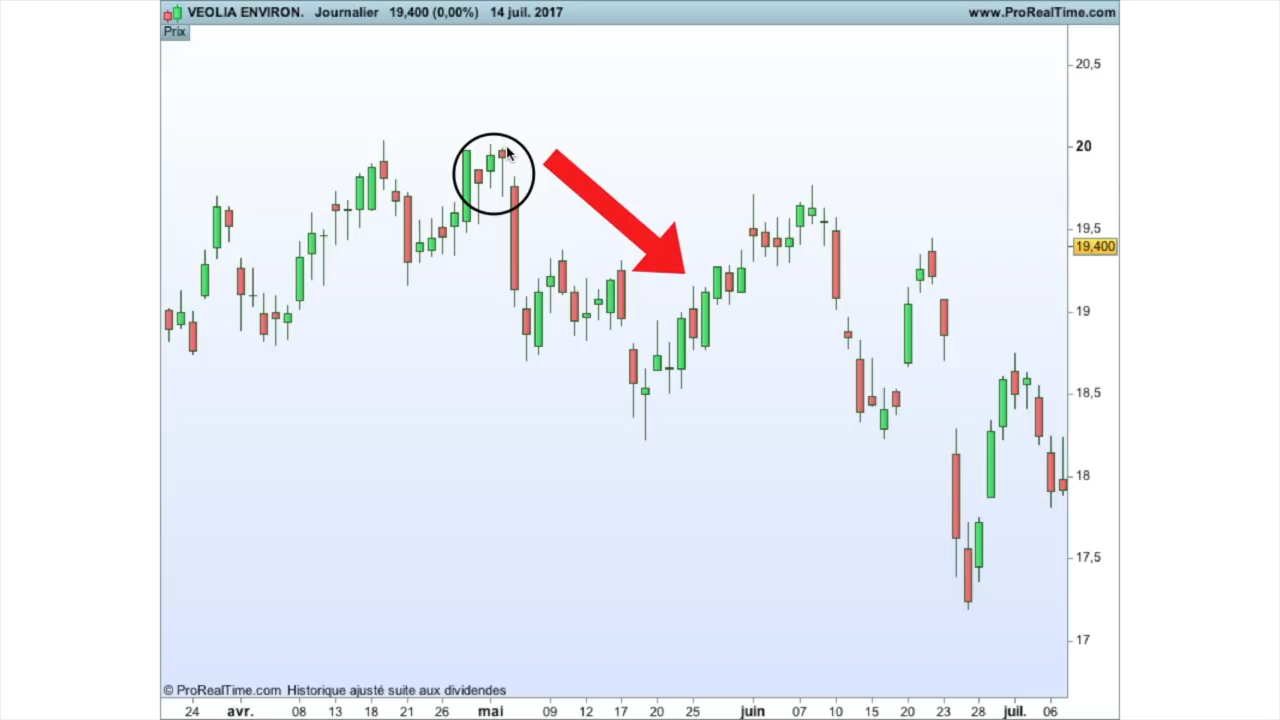 VEOLIA ENVIRON. Journalier 19,400 (0,00%) 14 juil. 2017 www.ProRealTime.com
Prix
20,5
20
19,5
19,400
19
18,5
18
17,5
17
© ProRealTime.com Historique ajusté suite aux dividendes
24 avr. 08 13 18 21 26 mai 09 12 17 20 25 juin 07 10 15 20 23 28 juil. 06